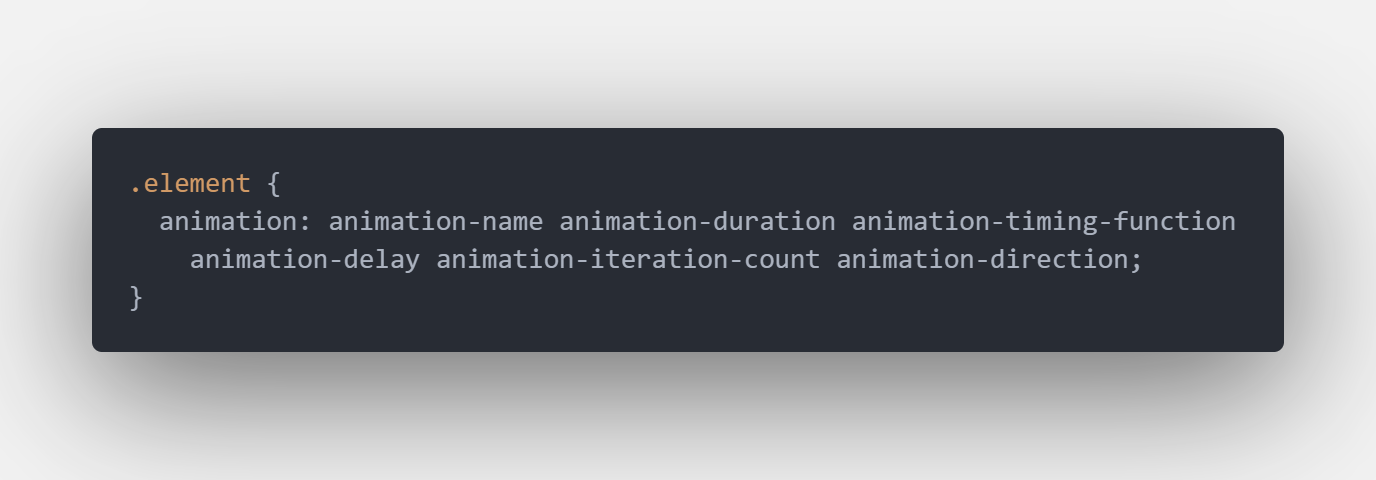 .element {
  animation: animation-name animation-duration animation-timing-function
    animation-delay animation-iteration-count animation-direction;
}